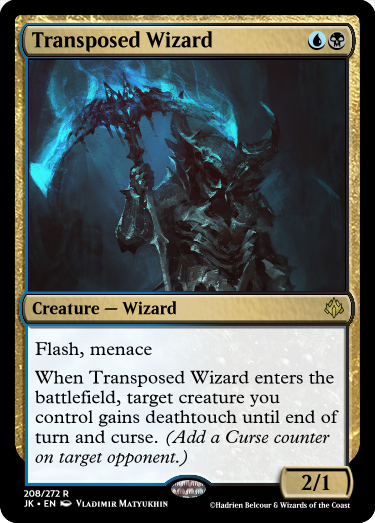 Transposed Wizard
Creature — Wizard
Flash, menace
When Transposed Wizard enters the
battlefield, target creature you
control gains deathtouch until end of
turn and curse. (Add a Curse counter
on target opponent.)
2/1
208/272 R
JK • EN Vladimir Matyukhin
©Hadrien Belcour & Wizards of the Coast